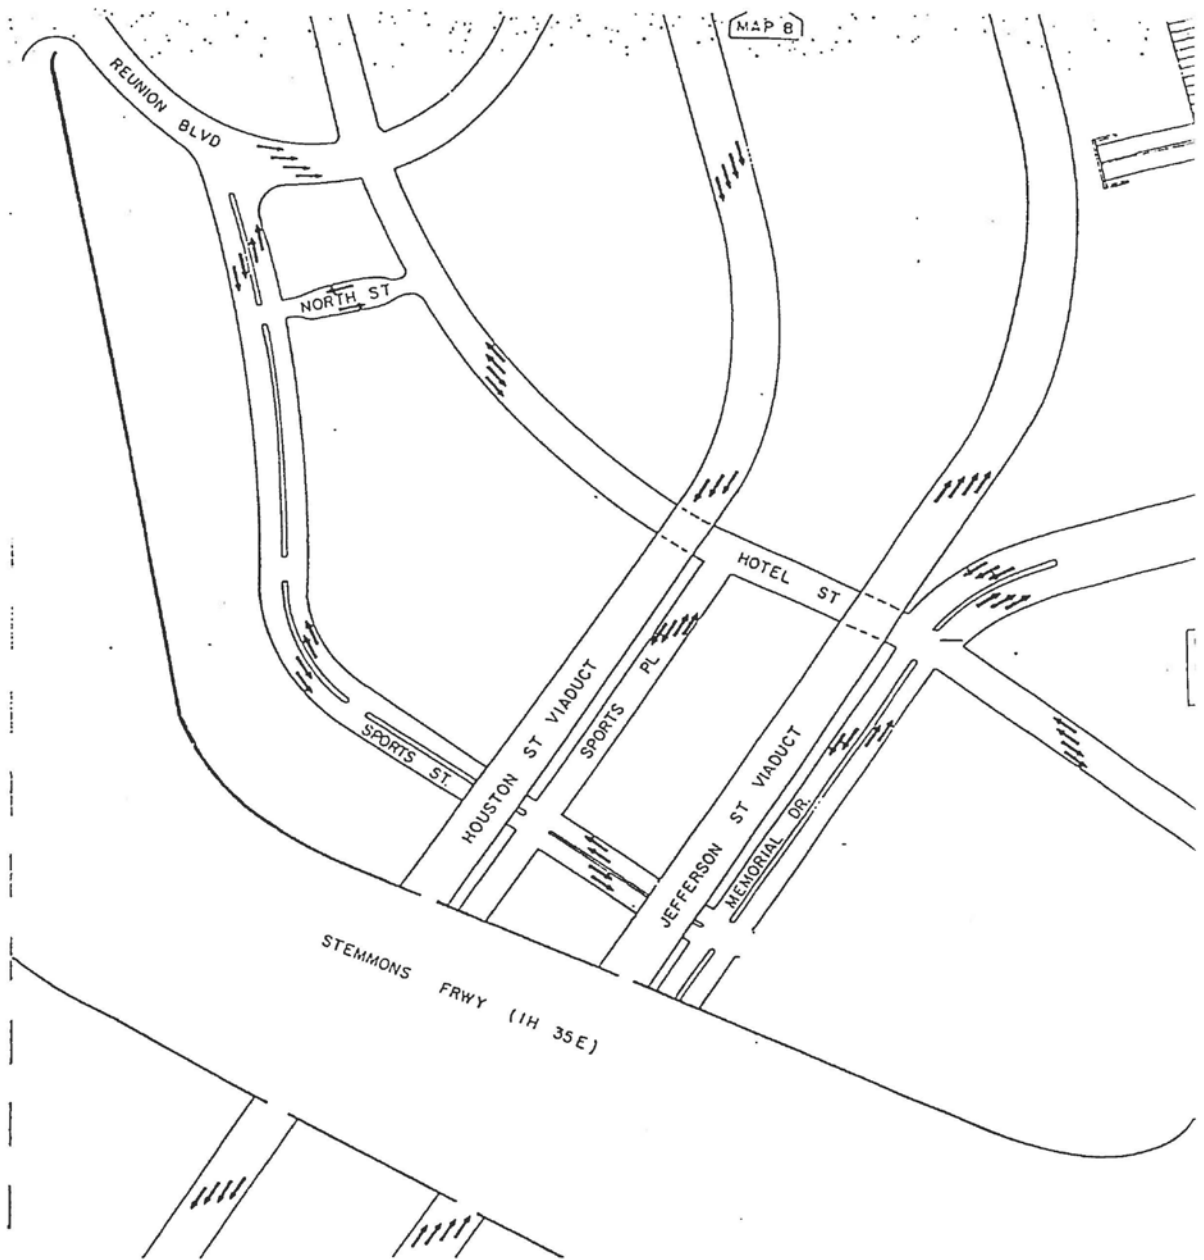 MAP 8
REUNION BLVD
NORTH ST
HOTEL ST
SPORTS ST.
HOUSTON ST VIADUCT
SPORTS PL
JEFFERSON ST VIADUCT
MEMORIAL DR.
STEMMONS FRWY (IH 35E)